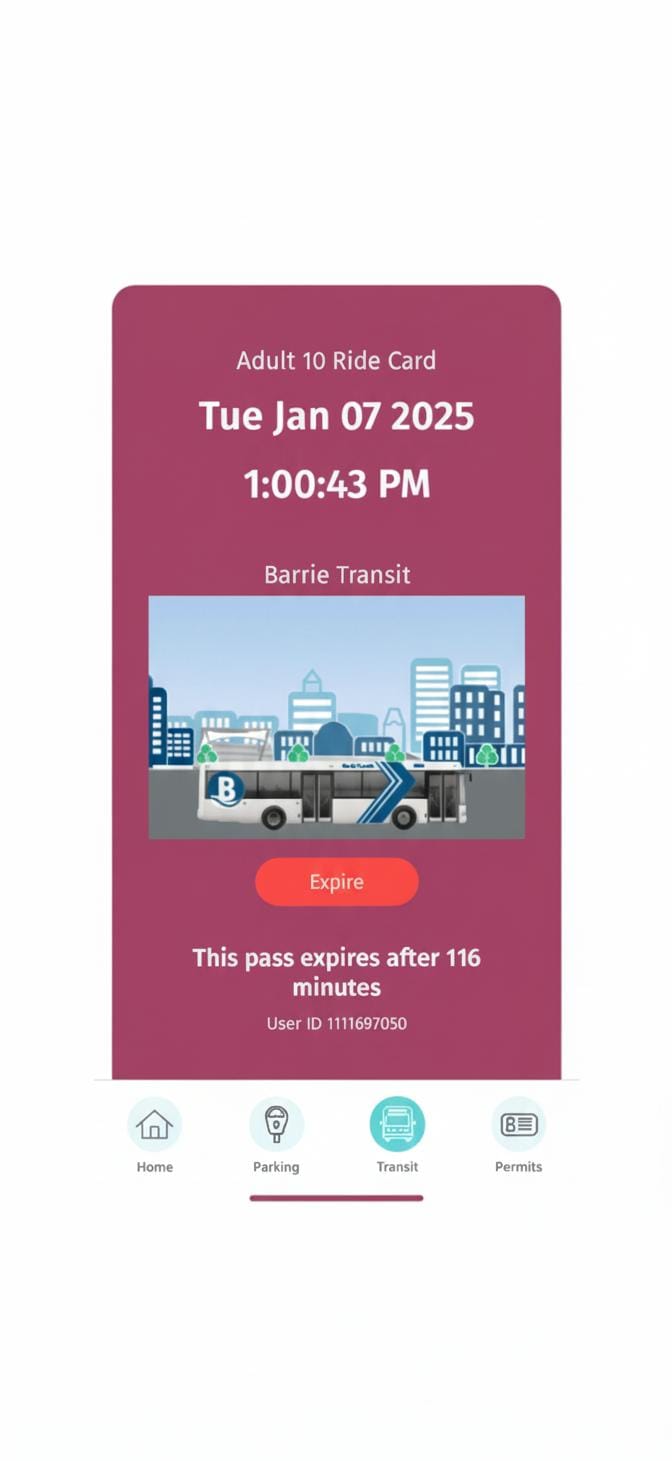 Adult 10 Ride Card
Tue Jan 07 2025
1:00:43 PM
Barrie Transit
B
Expire
This pass expires after 116
minutes
User ID 1111697050
B
Home
Parking
Transit
Permits